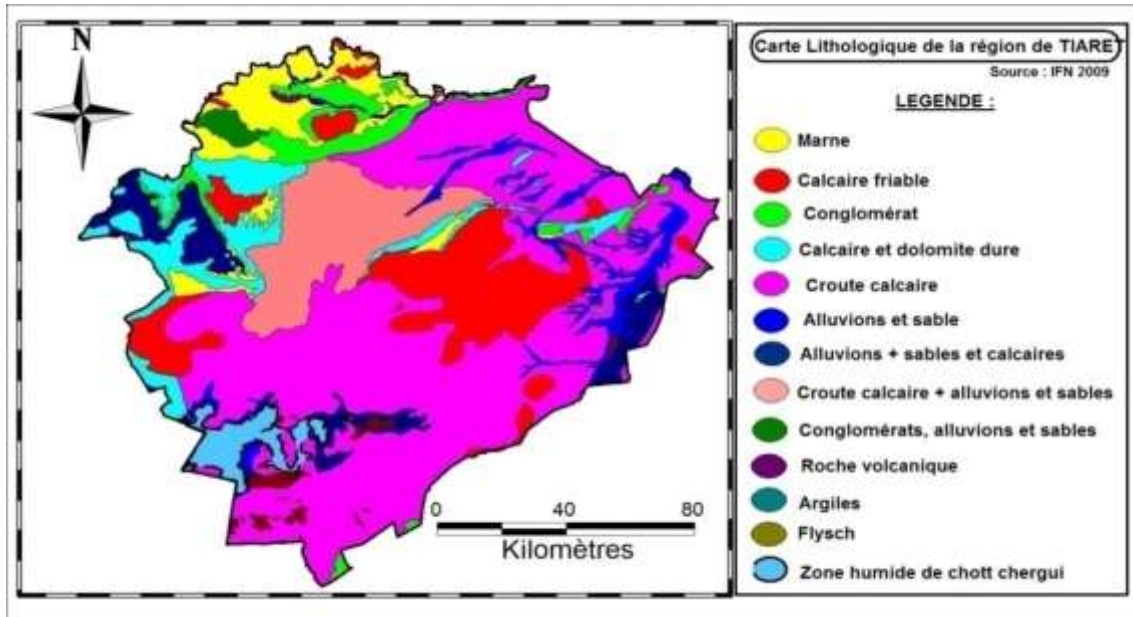 N
Carte Lithologique de la région de TIARET
Source : IFN 2009
LEGENDE :
Marne
Calcaire friable
Conglomérat
Calcaire et dolomite dure
Croute calcaire
Alluvions et sable
Alluvions + sables et calcaires
Croute calcaire + alluvions et sables
Conglomérats, alluvions et sables
Roche volcanique
Argiles
Flysch
Zone humide de chott chergui
0 40 80
Kilomètres